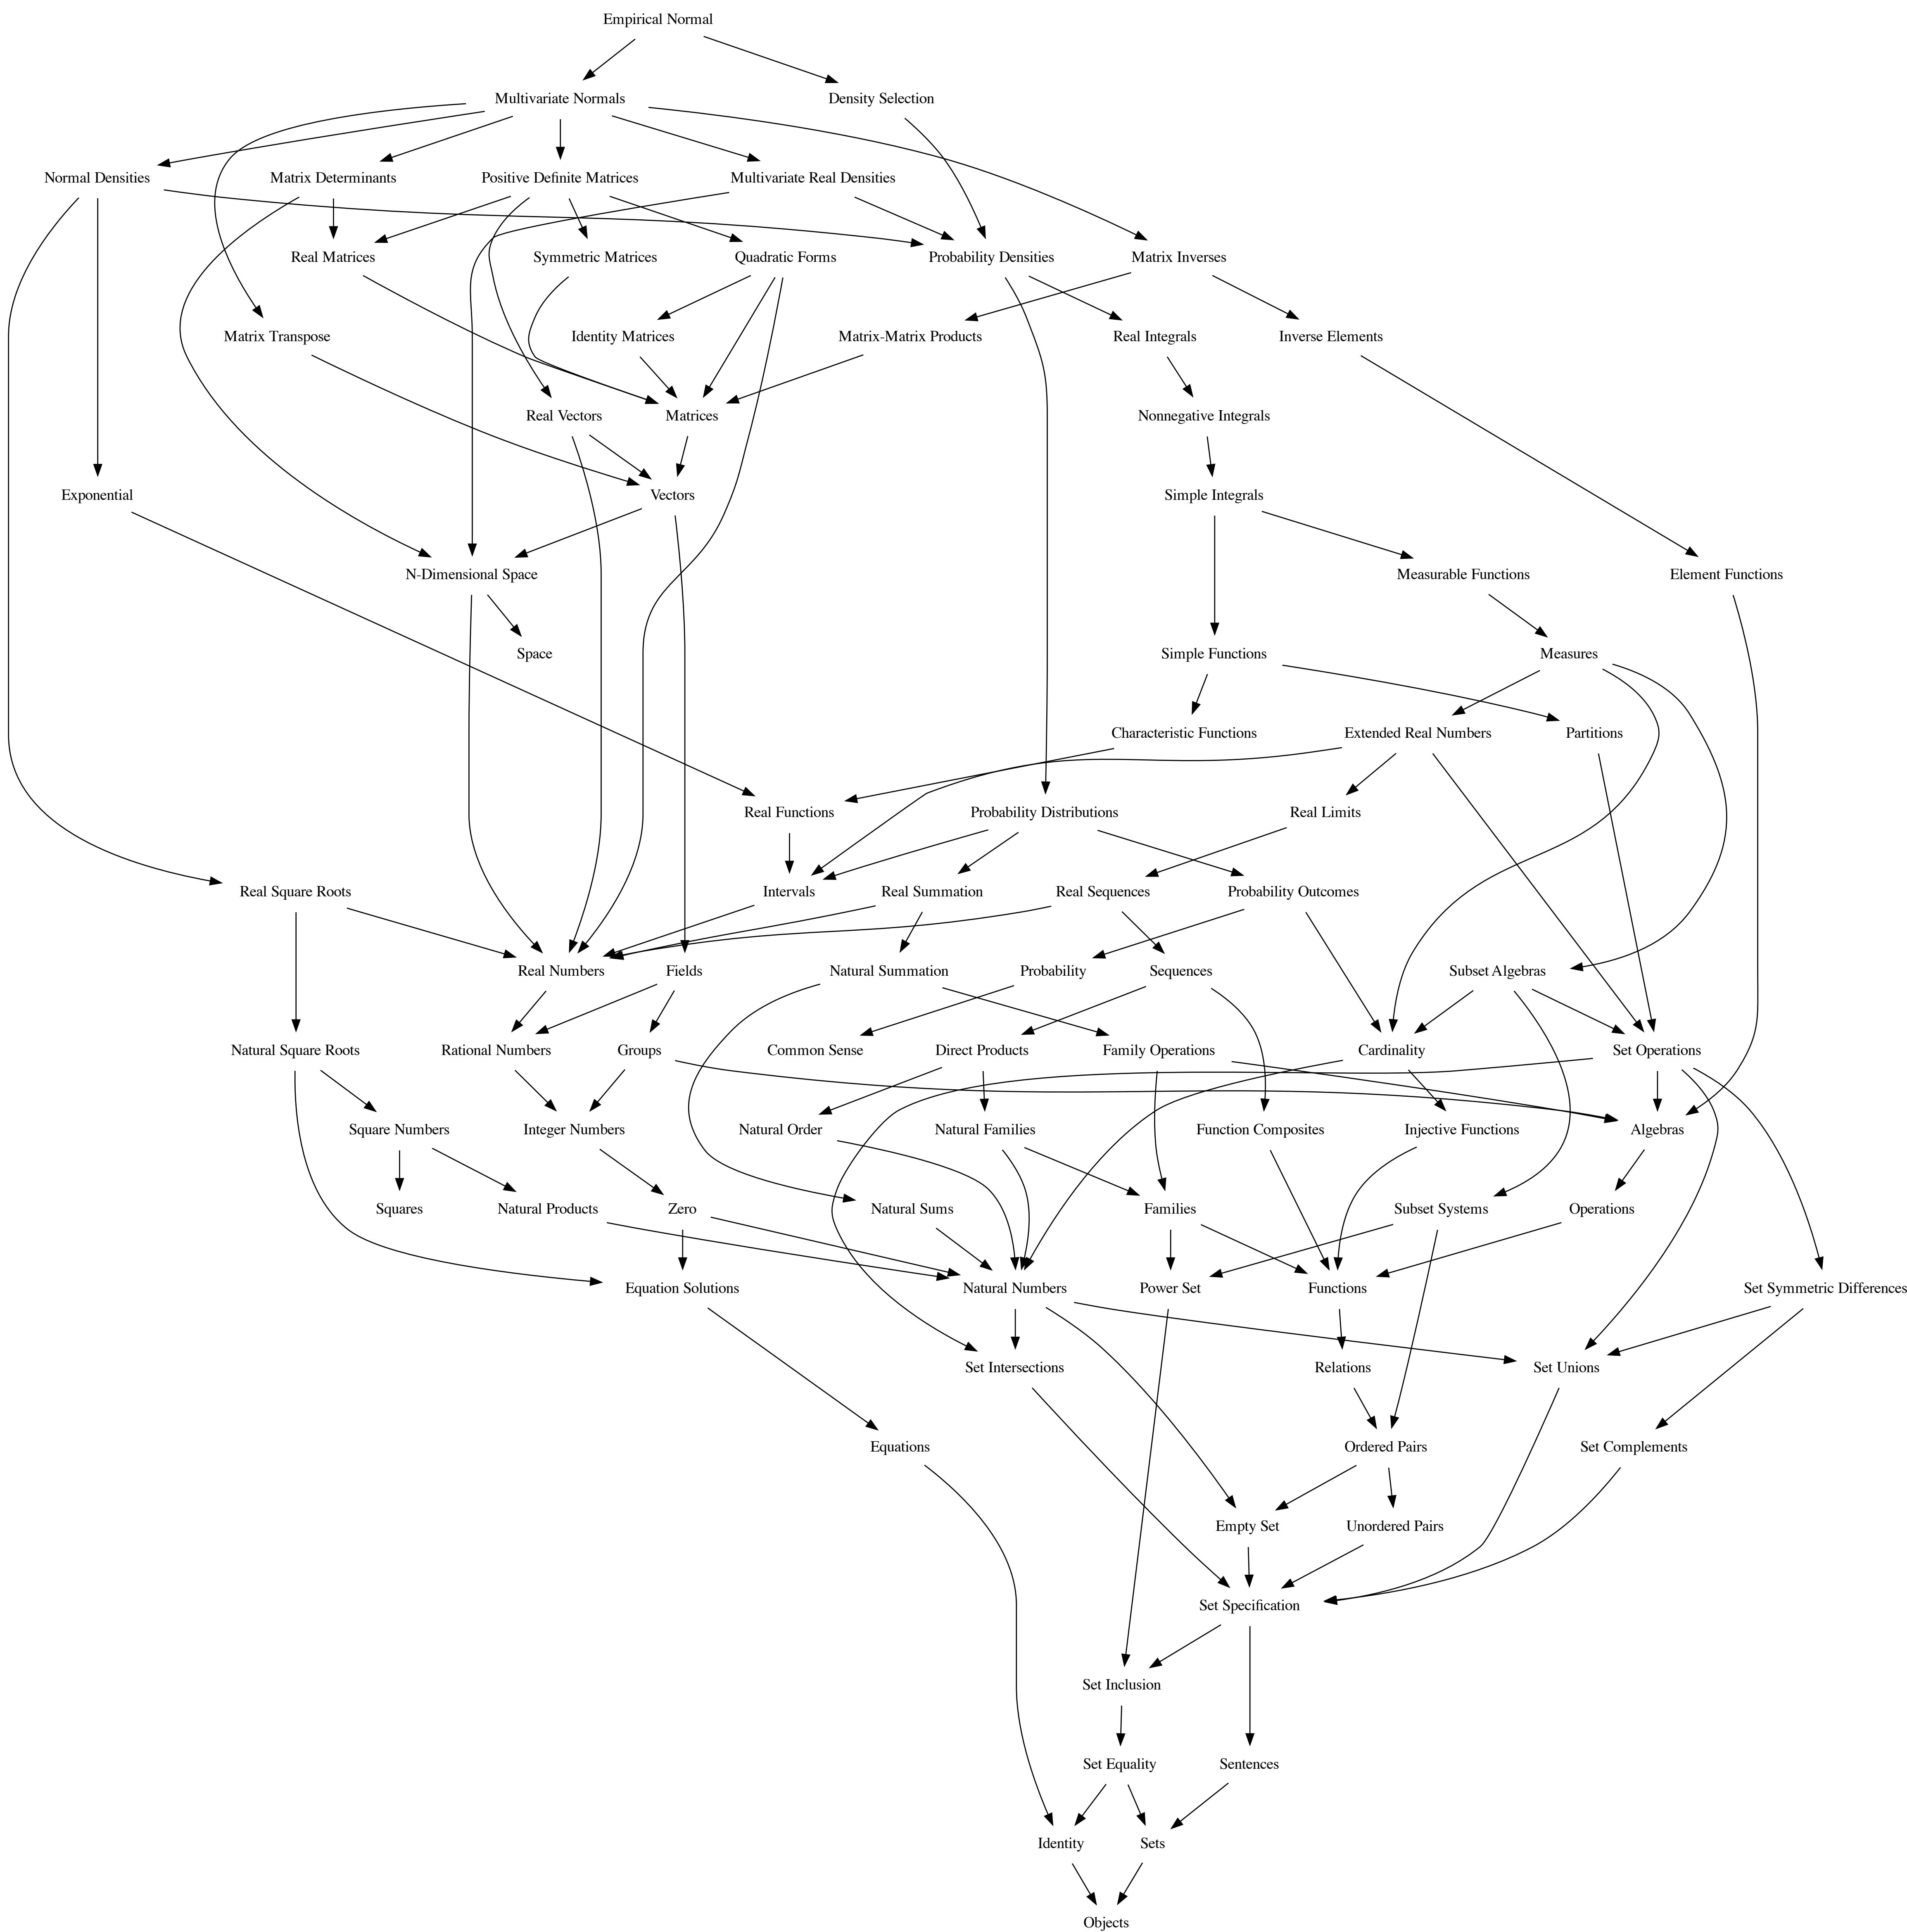 Empirical Normal
Multivariate Normals
Density Selection
Normal Densities
Matrix Determinants
Positive Definite Matrices
Multivariate Real Densities
Real Matrices
Symmetric Matrices
Quadratic Forms
Probability Densities
Matrix Inverses
Matrix Transpose
Identity Matrices
Matrix-Matrix Products
Real Integrals
Inverse Elements
Real Vectors
Matrices
Nonnegative Integrals
Exponential
Vectors
Simple Integrals
N-Dimensional Space
Measurable Functions
Element Functions
Space
Simple Functions
Measures
Characteristic Functions
Extended Real Numbers
Partitions
Real Functions
Probability Distributions
Real Limits
Real Square Roots
Intervals
Real Summation
Real Sequences
Probability Outcomes
Real Numbers
Fields
Natural Summation
Probability
Sequences
Subset Algebras
Natural Square Roots
Rational Numbers
Groups
Common Sense
Direct Products
Family Operations
Cardinality
Set Operations
Square Numbers
Integer Numbers
Natural Order
Natural Families
Function Composites
Injective Functions
Algebras
Squares
Natural Products
Zero
Natural Sums
Families
Subset Systems
Operations
Equation Solutions
Natural Numbers
Power Set
Functions
Set Symmetric Differences
Set Intersections
Relations
Set Unions
Equations
Ordered Pairs
Set Complements
Empty Set
Unordered Pairs
Set Specification
Set Inclusion
Set Equality
Sentences
Identity
Sets
Objects